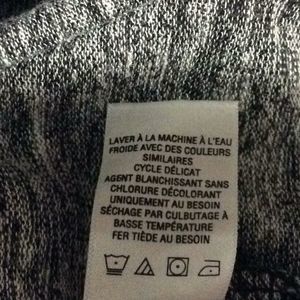 LAVER À LA MACHINE À L'EAU
FROIDE AVEC DES COULEURS
SIMILAIRES
CYCLE DÉLICAT
AGENT BLANCHISSANT SANS
CHLORURE DÉCOLORANT
UNIQUEMENT AU BESOIN
SÉCHAGE PAR CULBUTAGE À
BASSE TEMPÉRATURE
FER TIÈDE AU BESOIN